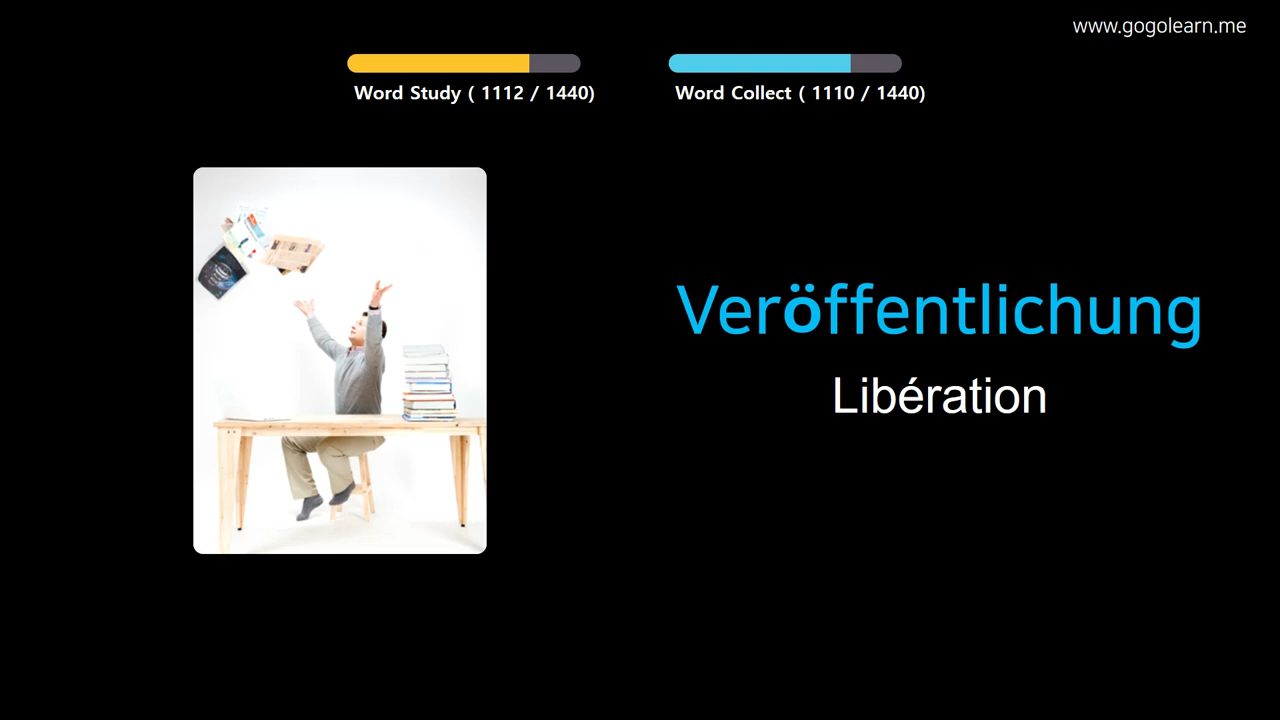 www.gogolearn.me
Word Study ( 1112 / 1440)
Word Collect ( 1110 / 1440)
Veröffentlichung
Libération